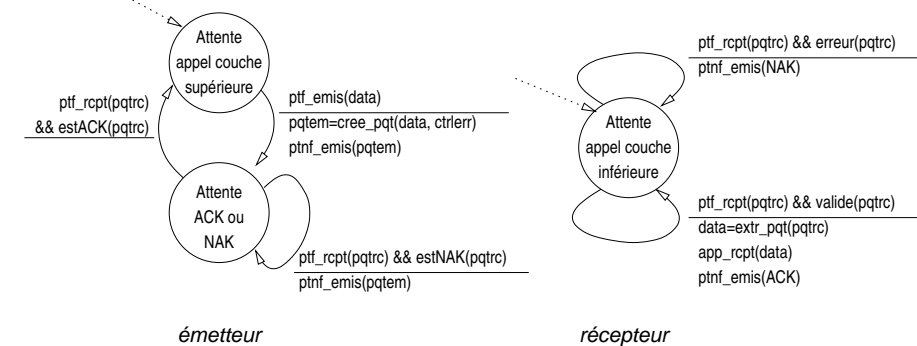 Attente
appel couche
supérieure
ptf_rcpt(pqtrc)
&& estACK(pqtrc)
ptf_emis(data)
pqtem=cree_pqt(data, ctrlerr)
ptnf_emis(pqtem)
Attente
ACK ou
NAK
ptf_rcpt(pqtrc) && estNAK(pqtrc)
ptnf_emis(pqtem)
émetteur
ptf_rcpt(pqtrc) && erreur(pqtrc)
ptnf_emis(NAK)
Attente
appel couche
inférieure
ptf_rcpt(pqtrc) && valide(pqtrc)
data=extr_pqt(pqtrc)
app_rcpt(data)
ptnf_emis(ACK)
récepteur